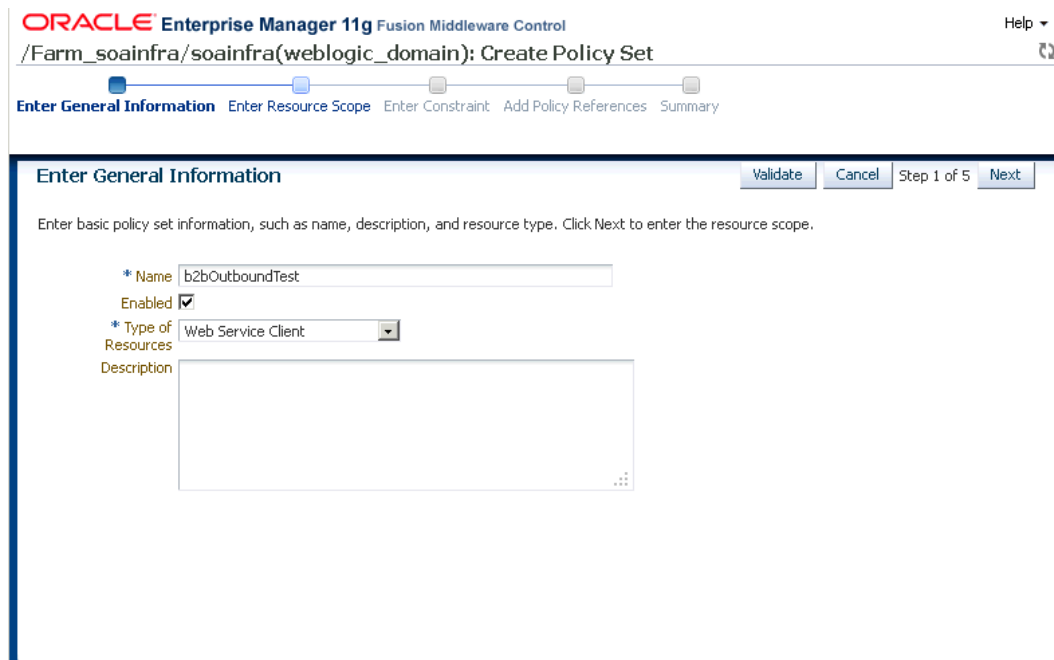 ORACLE Enterprise Manager 11g Fusion Middleware Control
Help
/Farm_soainfra/soainfra(weblogic_domain): Create Policy Set
Enter General Information Enter Resource Scope Enter Constraint Add Policy References Summary
Enter General Information
Validate Cancel Step 1 of 5 Next
Enter basic policy set information, such as name, description, and resource type. Click Next to enter the resource scope.
* Name b2bOutboundTest
Enabled
* Type of Resources Web Service Client
Description